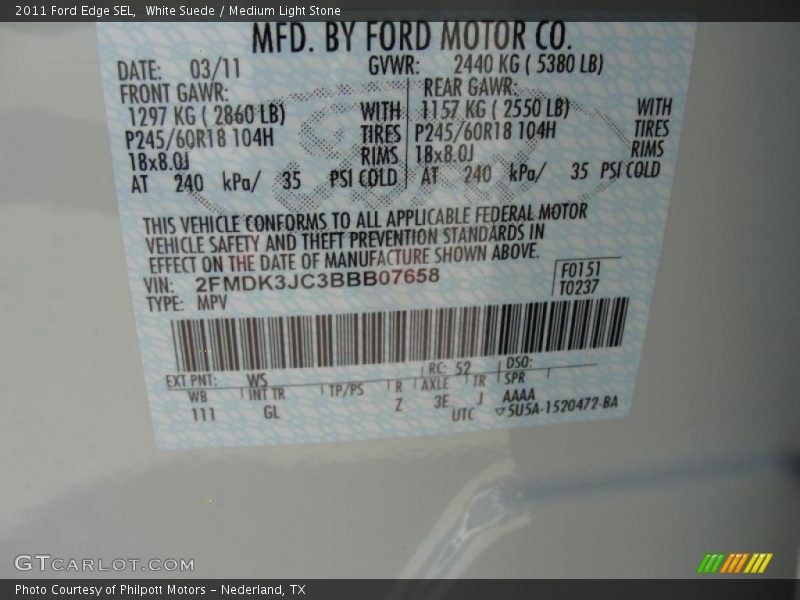 2011 Ford Edge SEL, White Suede / Medium Light Stone
MFD. BY FORD MOTOR CO.
DATE: 03/11 GVWR: 2440 KG ( 5380 LB)
FRONT GAWR: REAR GAWR:
1297 KG ( 2860 LB) WITH 1157 KG ( 2550 LB) WITH
P245/60R18 104H TIRES P245/60R18 104H TIRES
18x8.0J RIMS 18x8.0J RIMS
AT 240 kPa/ 35 PSI COLD AT 240 kPa/ 35 PSI COLD
THIS VEHICLE CONFORMS TO ALL APPLICABLE FEDERAL MOTOR
VEHICLE SAFETY AND THEFT PREVENTION STANDARDS IN
EFFECT ON THE DATE OF MANUFACTURE SHOWN ABOVE.
VIN: 2FMDK3JC3BBB07658 F0151
TYPE: MPV T0237
EXT PNT: WS RC: 52 DSO:
WB INT TR TP/PS R AXLE TR SPR
111 GL Z 3E J AAAA
UTC ▽5U5A-1520472-BA
GTCARLOT.COM
Photo Courtesy of Philpott Motors - Nederland, TX